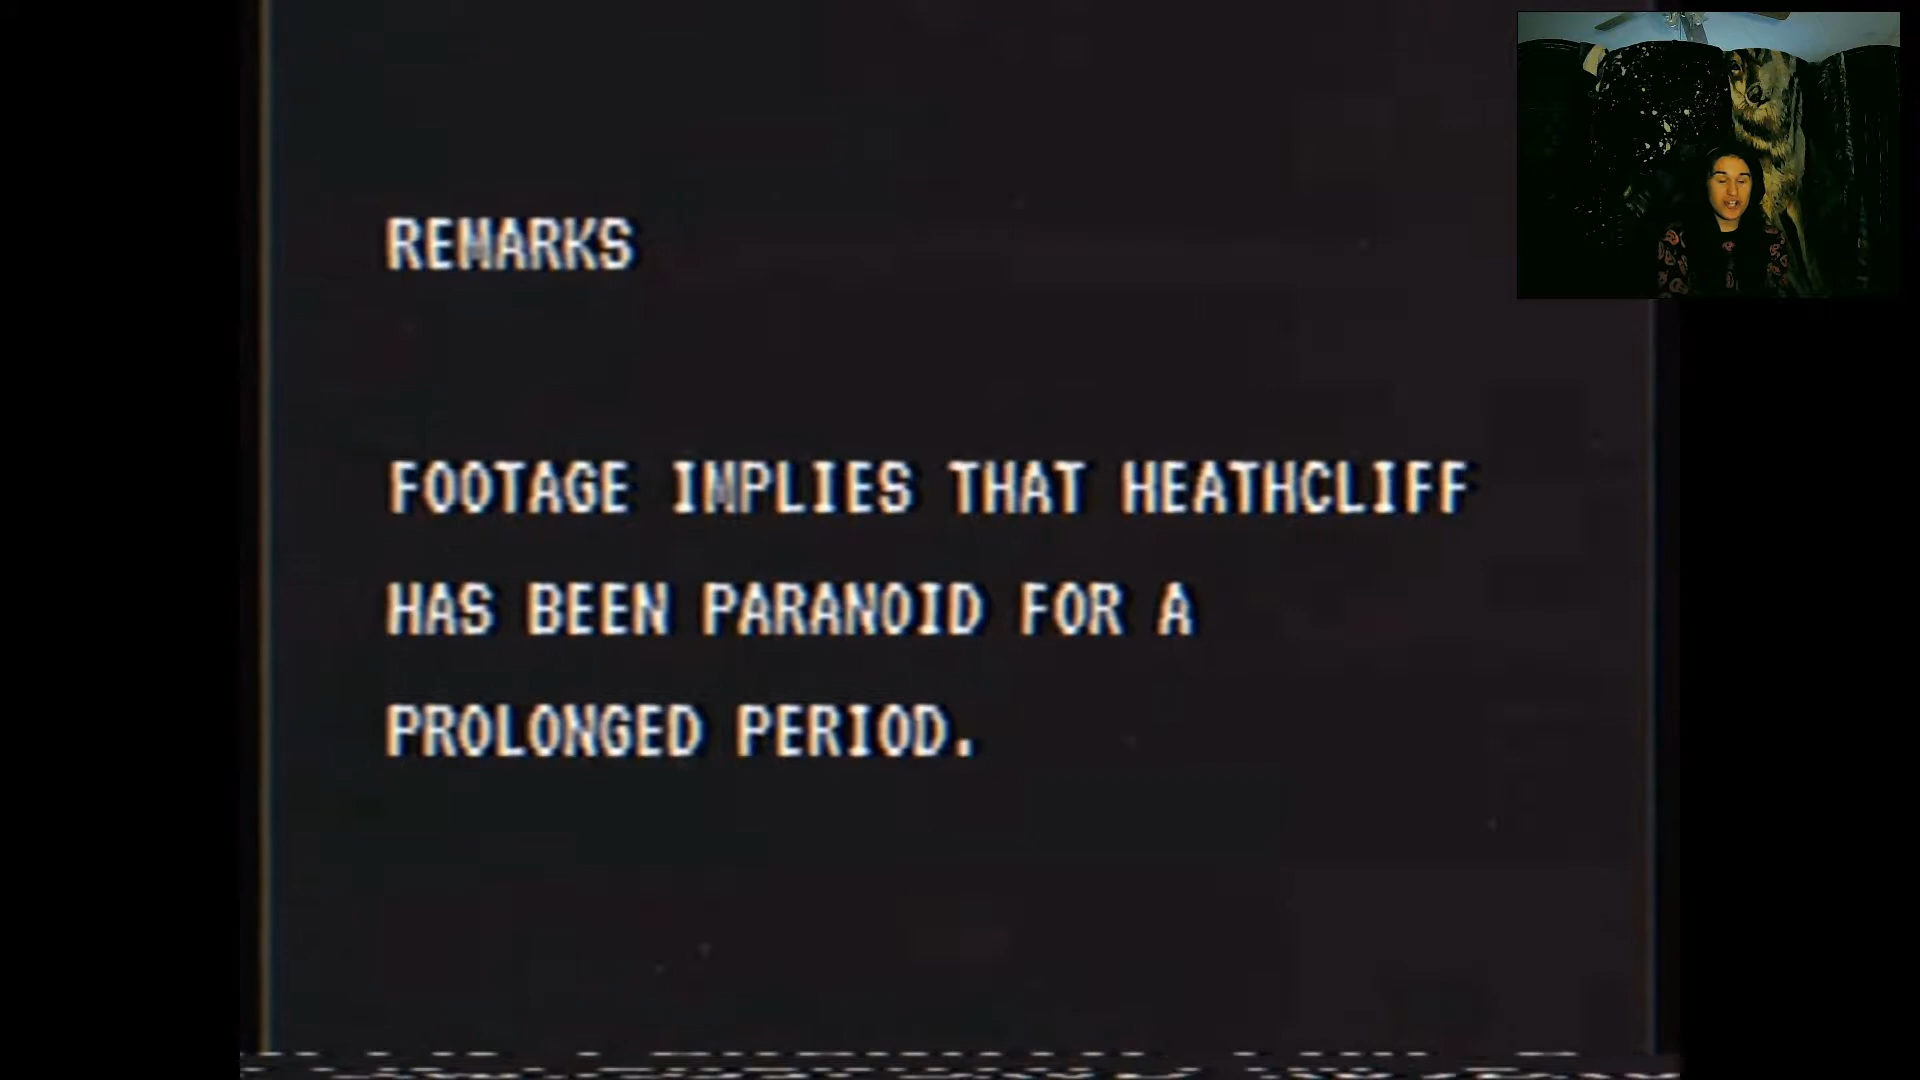 REMARKS
FOOTAGE IMPLIES THAT HEATHCLIFF
HAS BEEN PARANOID FOR A
PROLONGED PERIOD.